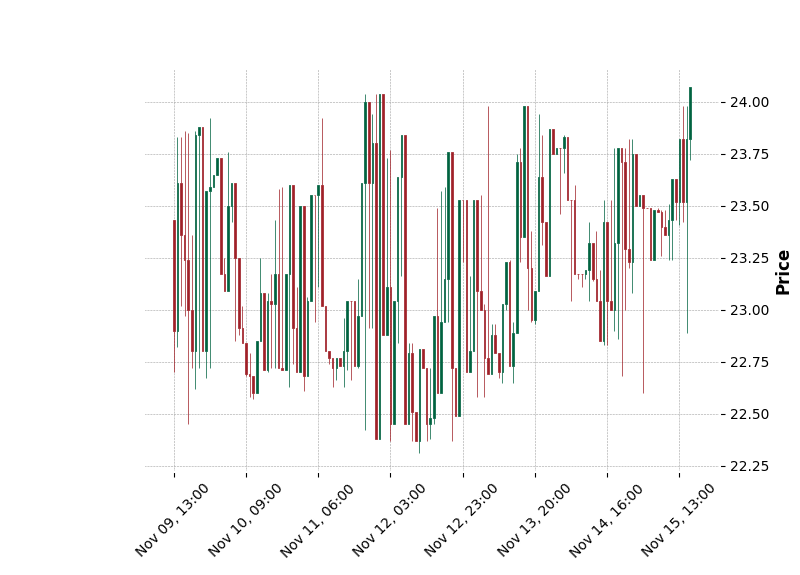 24.00
23.75
23.50
23.25
23.00
22.75
22.50
22.25
Price
Nov 09, 13:00
Nov 10, 09:00
Nov 11, 06:00
Nov 12, 03:00
Nov 12, 23:00
Nov 13, 20:00
Nov 14, 16:00
Nov 15, 13:00